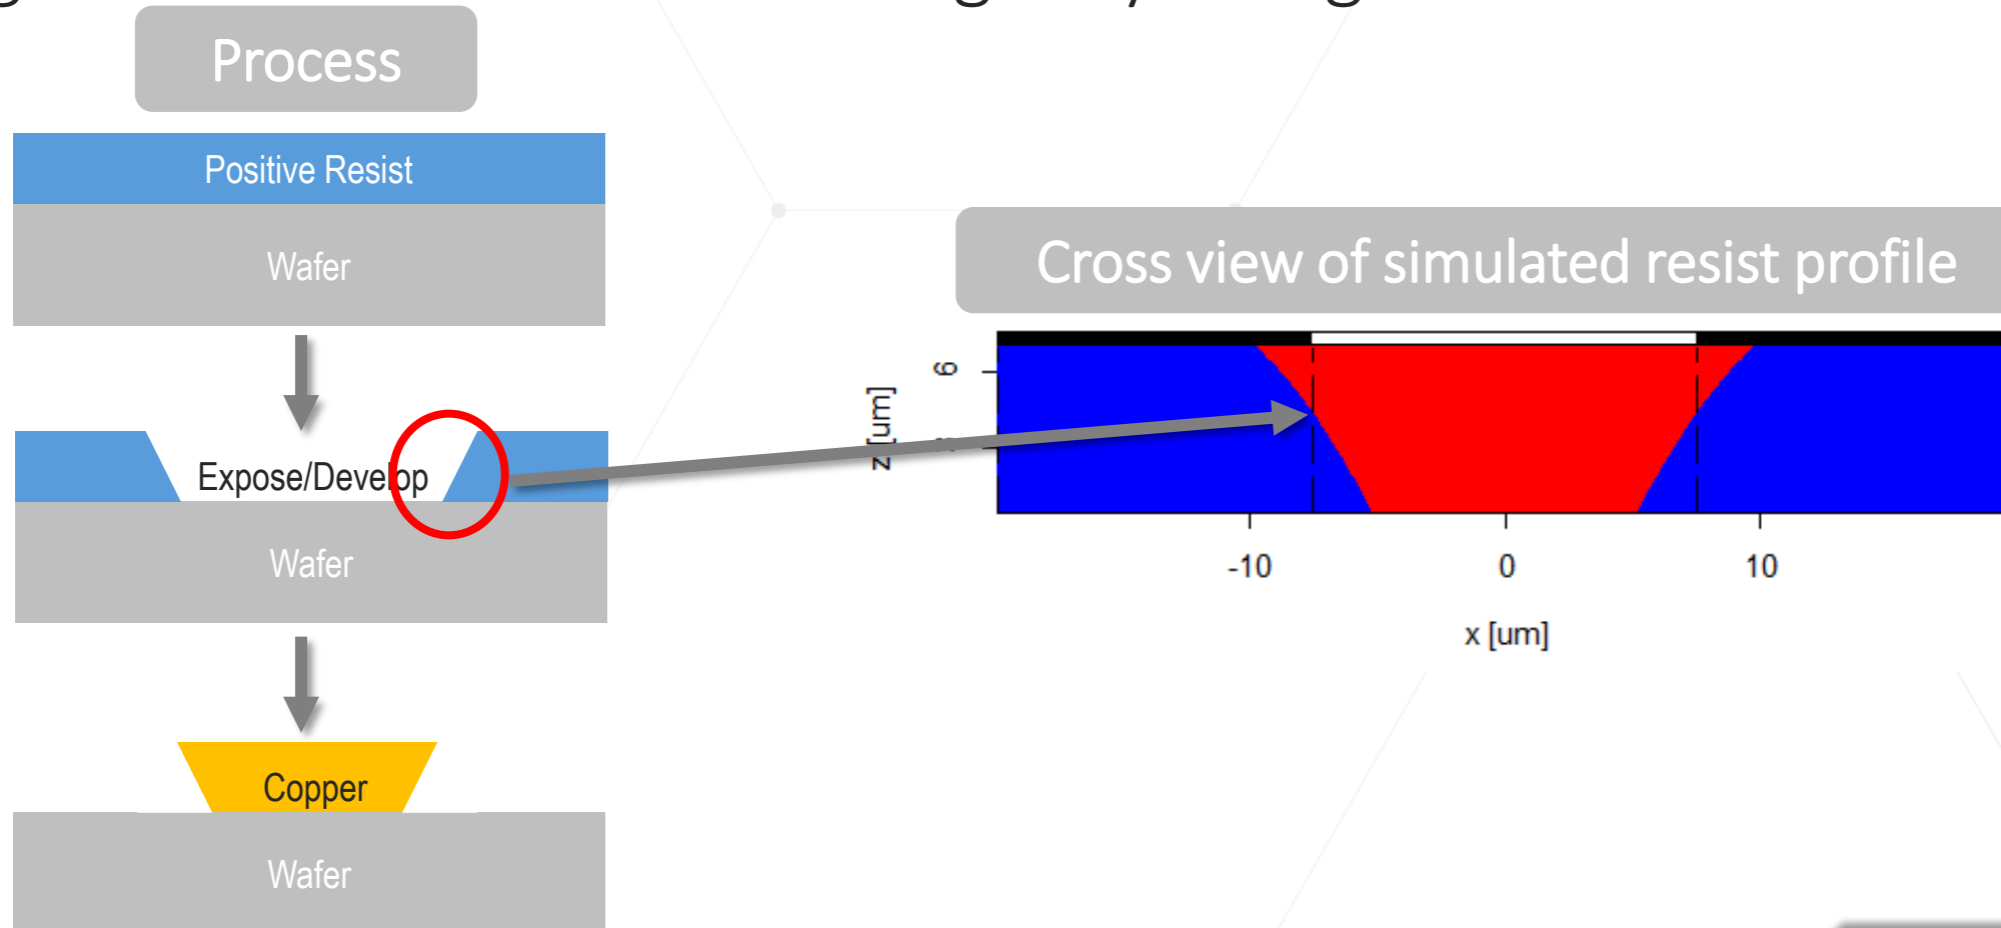 Process
Positive Resist
Wafer
Cross view of simulated resist profile
6
z [um]
Expose/Develop
Wafer
-10 0 10
x [um]
Copper
Wafer